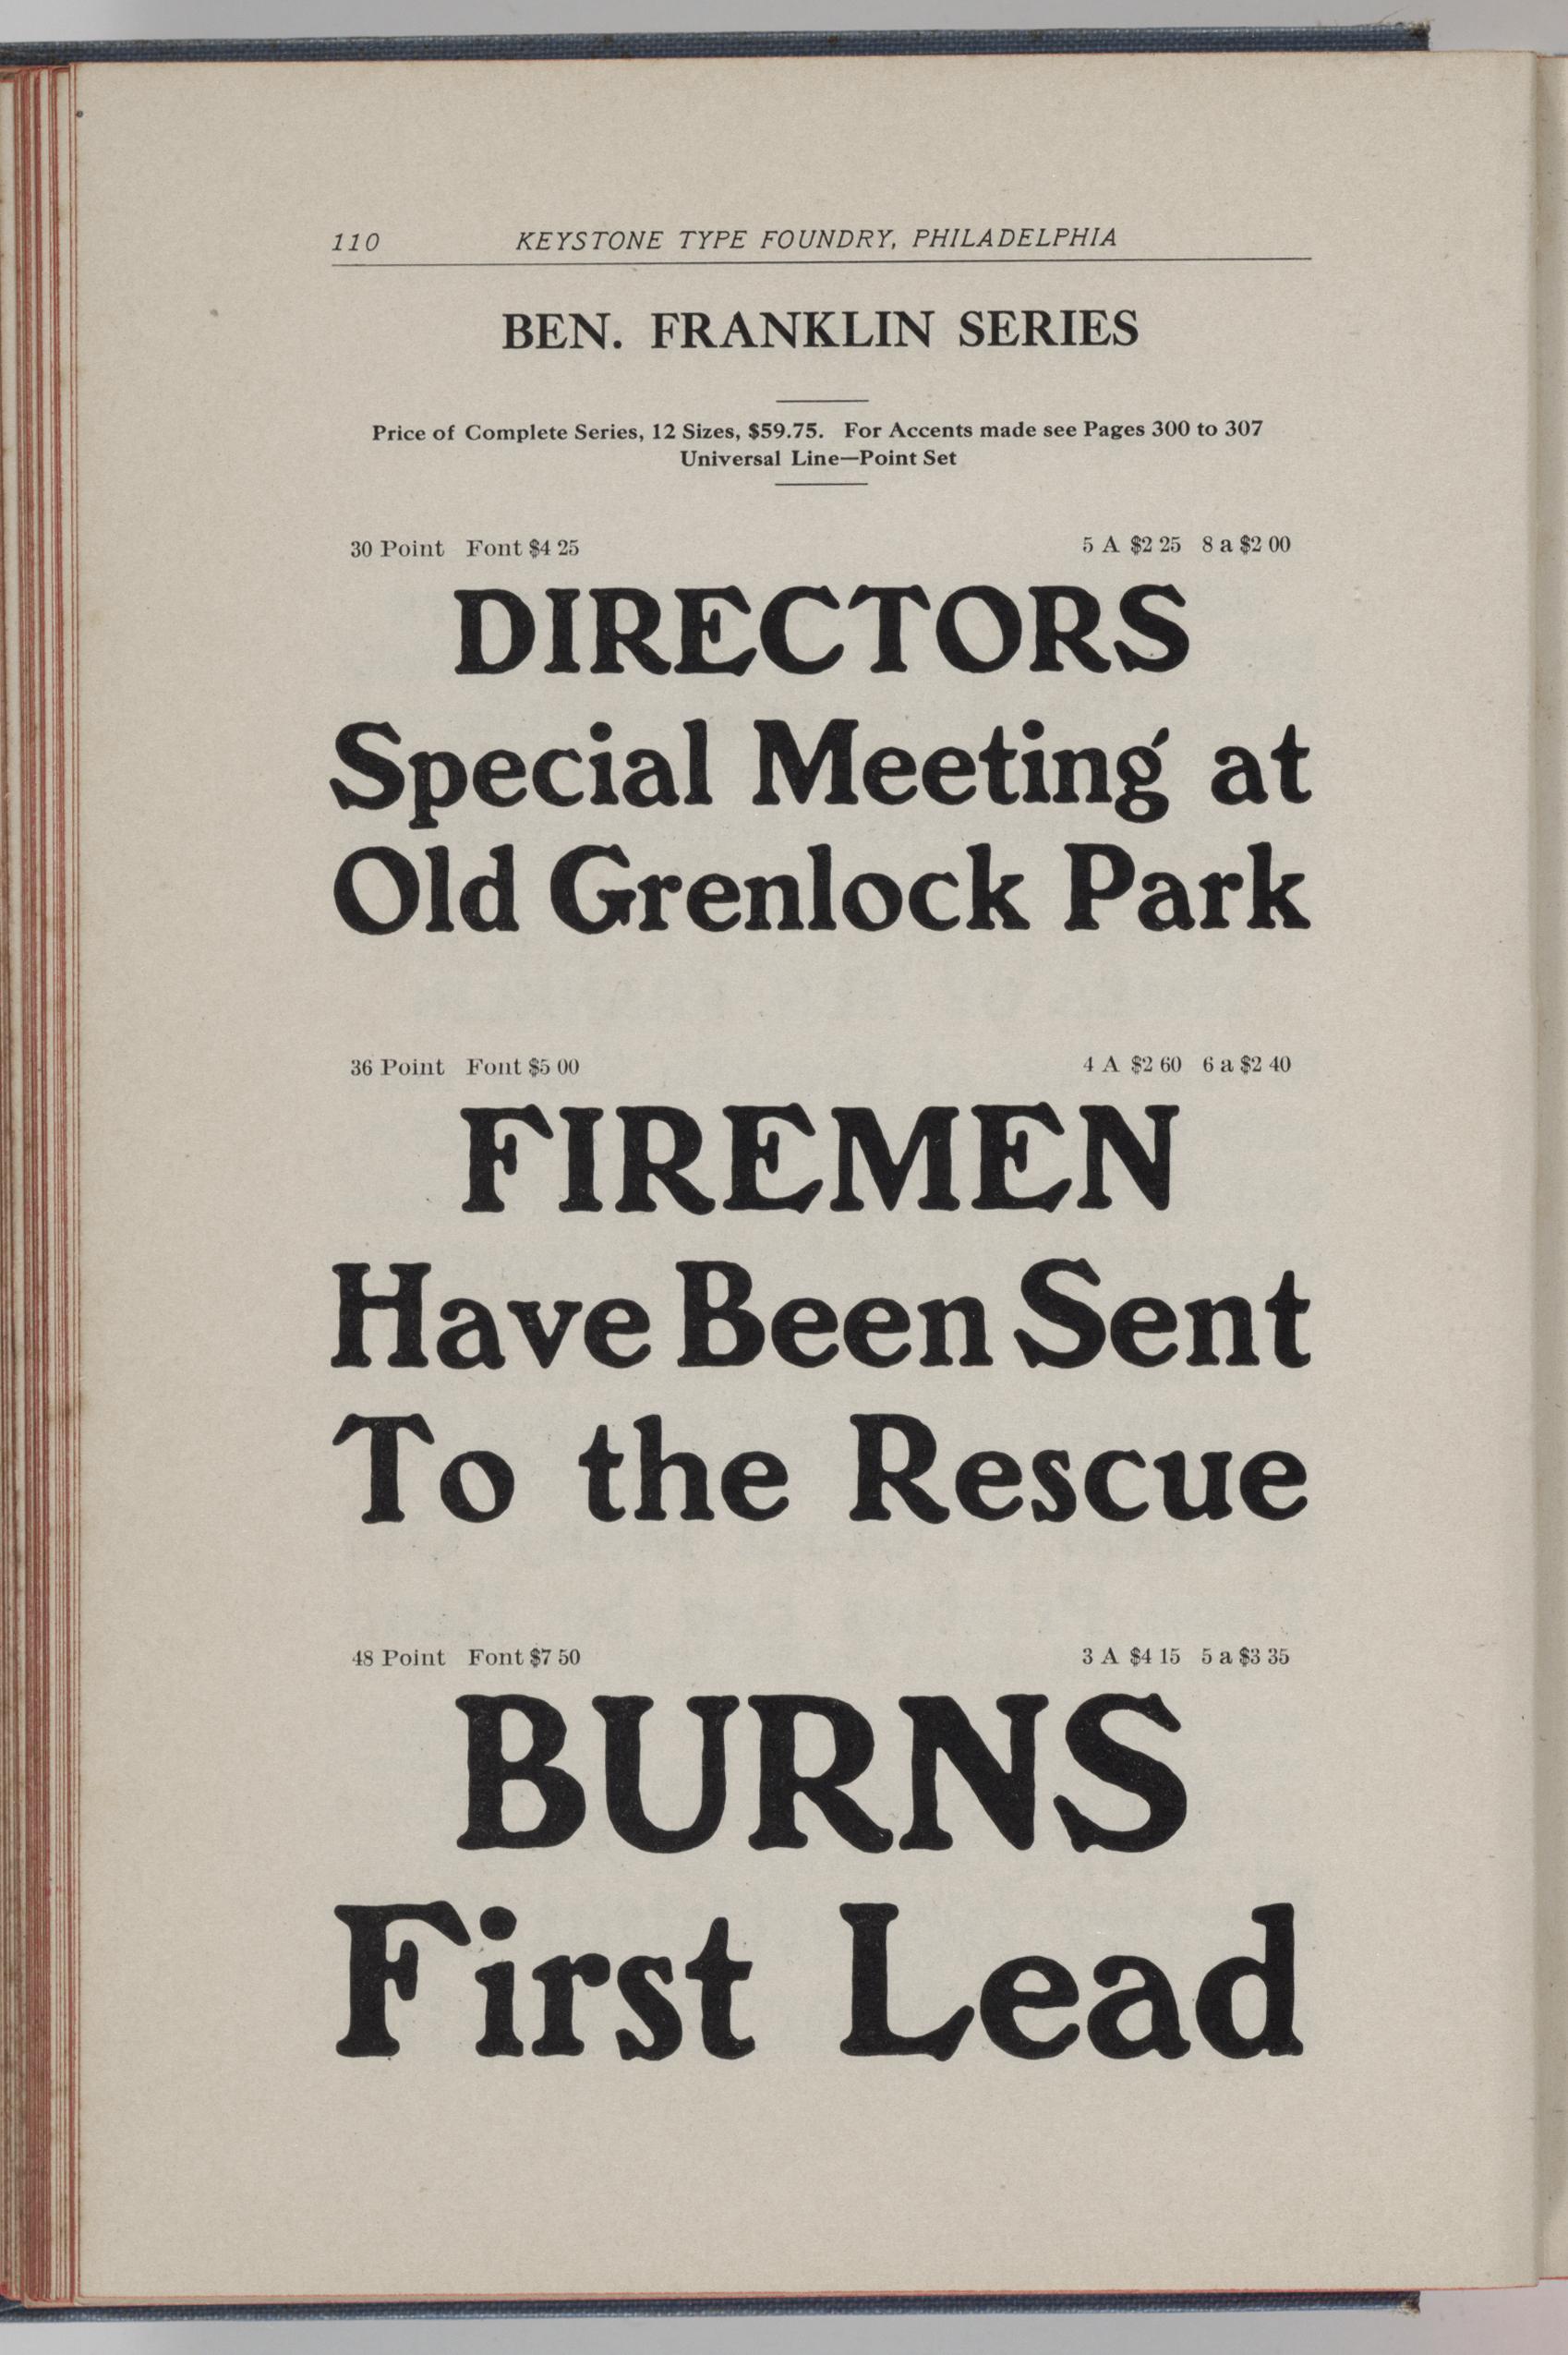 110 KEYSTONE TYPE FOUNDRY, PHILADELPHIA
BEN. FRANKLIN SERIES
Price of Complete Series, 12 Sizes, $59.75. For Accents made see Pages 300 to 307
Universal Line—Point Set
30 Point Font $4 25 5 A $2 25 8 a $2 00
DIRECTORS
Special Meeting at
Old Grenlock Park
36 Point Font $5 00 4 A $2 60 6 a $2 40
FIREMEN
Have Been Sent
To the Rescue
48 Point Font $7 50 3 A $4 15 5 a $3 35
BURNS
First Lead